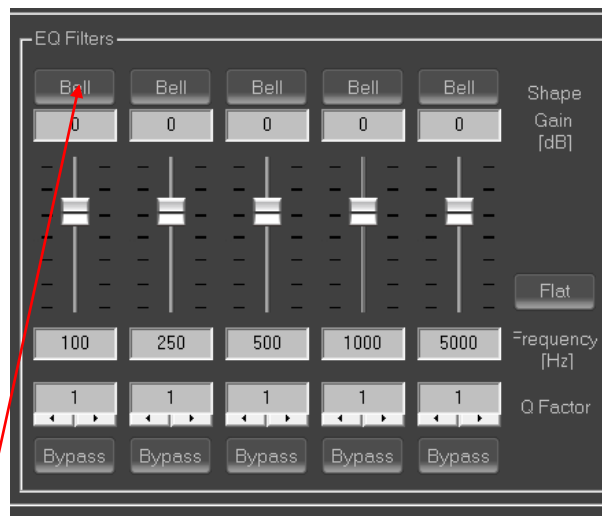 EQ Filters
Bell Bell Bell Bell Bell Shape
0 0 0 0 0 Gain
[dB]
Flat
100 250 500 1000 5000 Frequency
[Hz]
1 1 1 1 1 Q Factor
Bypass Bypass Bypass Bypass Bypass